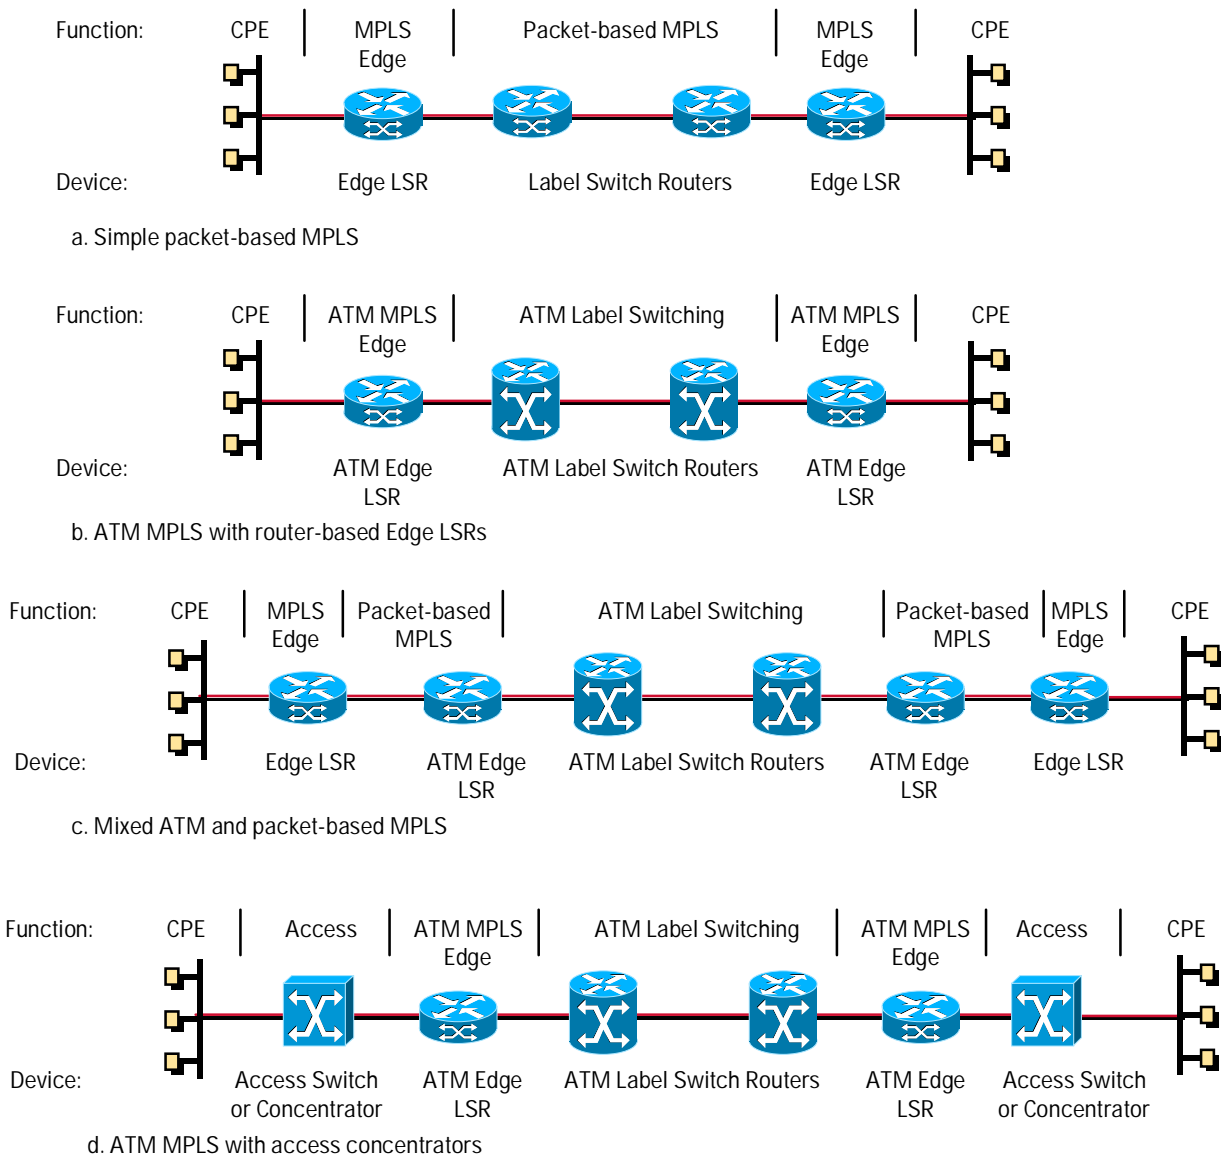 Function: CPE MPLS Packet-based MPLS MPLS CPE
Edge Edge
Device: Edge LSR Label Switch Routers Edge LSR
a. Simple packet-based MPLS
Function: CPE ATM MPLS ATM Label Switching ATM MPLS CPE
Edge Edge
Device: ATM Edge ATM Label Switch Routers ATM Edge
LSR LSR
b. ATM MPLS with router-based Edge LSRs
Function: CPE MPLS Packet-based ATM Label Switching Packet-based MPLS CPE
Edge MPLS MPLS Edge
Device: Edge LSR ATM Edge ATM Label Switch Routers ATM Edge Edge LSR
LSR LSR
c. Mixed ATM and packet-based MPLS
Function: CPE Access ATM MPLS ATM Label Switching ATM MPLS Access CPE
Edge Edge
Device: Access Switch ATM Edge ATM Label Switch Routers ATM Edge Access Switch
or Concentrator LSR LSR or Concentrator
d. ATM MPLS with access concentrators